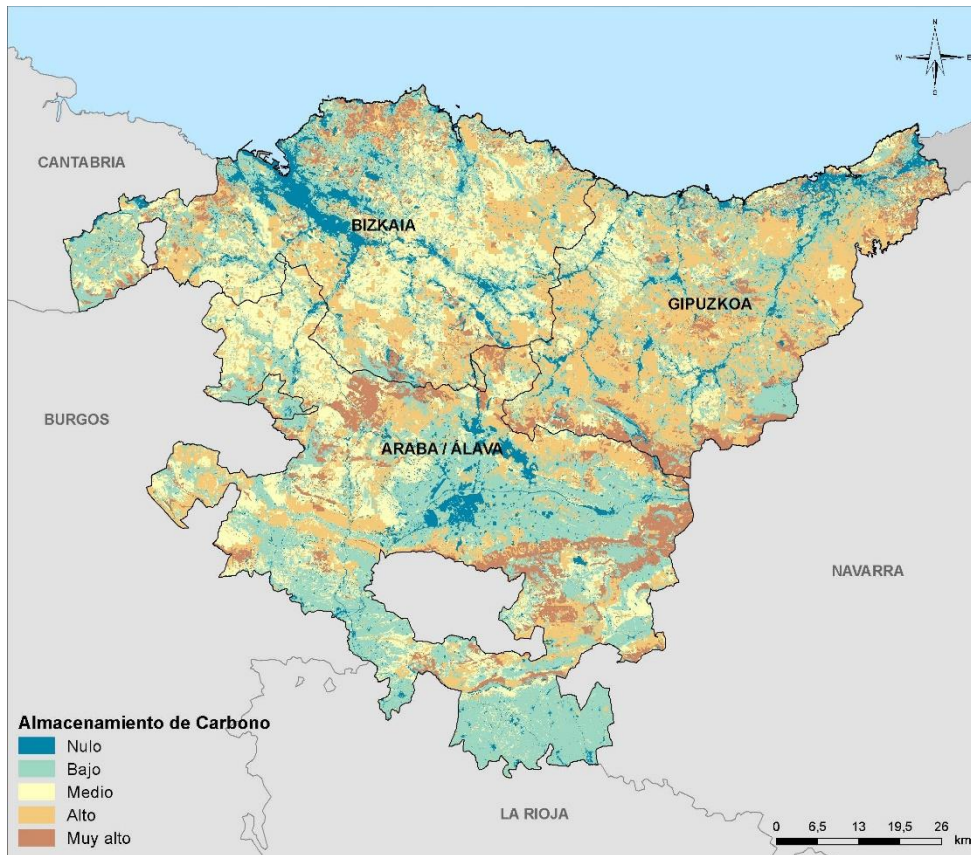 N
W E
S
CANTABRIA
BIZKAIA
GIPUZKOA
BURGOS
ARABA / ÁLAVA
NAVARRA
Almacenamiento de Carbono
Nulo
Bajo
Medio
Alto
Muy alto
LA RIOJA
0 6,5 13 19,5 26
km